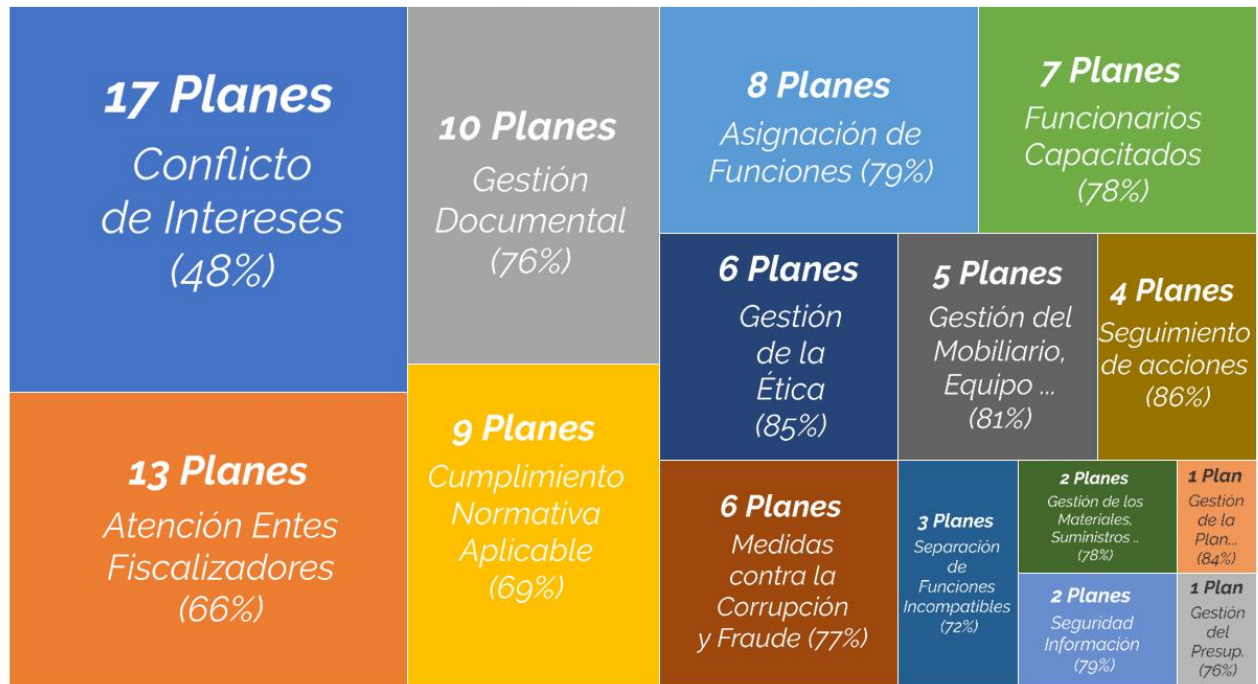 17 Planes
Conflicto
de Intereses
(48%)
13 Planes
Atención Entes
Fiscalizadores
(66%)
10 Planes
Gestión
Documental
(76%)
9 Planes
Cumplimiento
Normativa
Aplicable
(69%)
8 Planes
Asignación de
Funciones (79%)
7 Planes
Funcionarios
Capacitados
(78%)
6 Planes
Gestión
de la
Ética
(85%)
5 Planes
Gestión del
Mobiliario,
Equipo ...
(81%)
4 Planes
Seguimiento
de acciones
(86%)
6 Planes
Medidas
contra la
Corrupción
y Fraude (77%)
3 Planes
Separación
de
Funciones
Incompatibles
(72%)
2 Planes
Gestión de los
Materiales,
Suministros ..
(78%)
2 Planes
Seguridad
Información
(79%)
1 Plan
Gestión
de la
Plan...
(84%)
1 Plan
Gestión
del
Presup.
(76%)